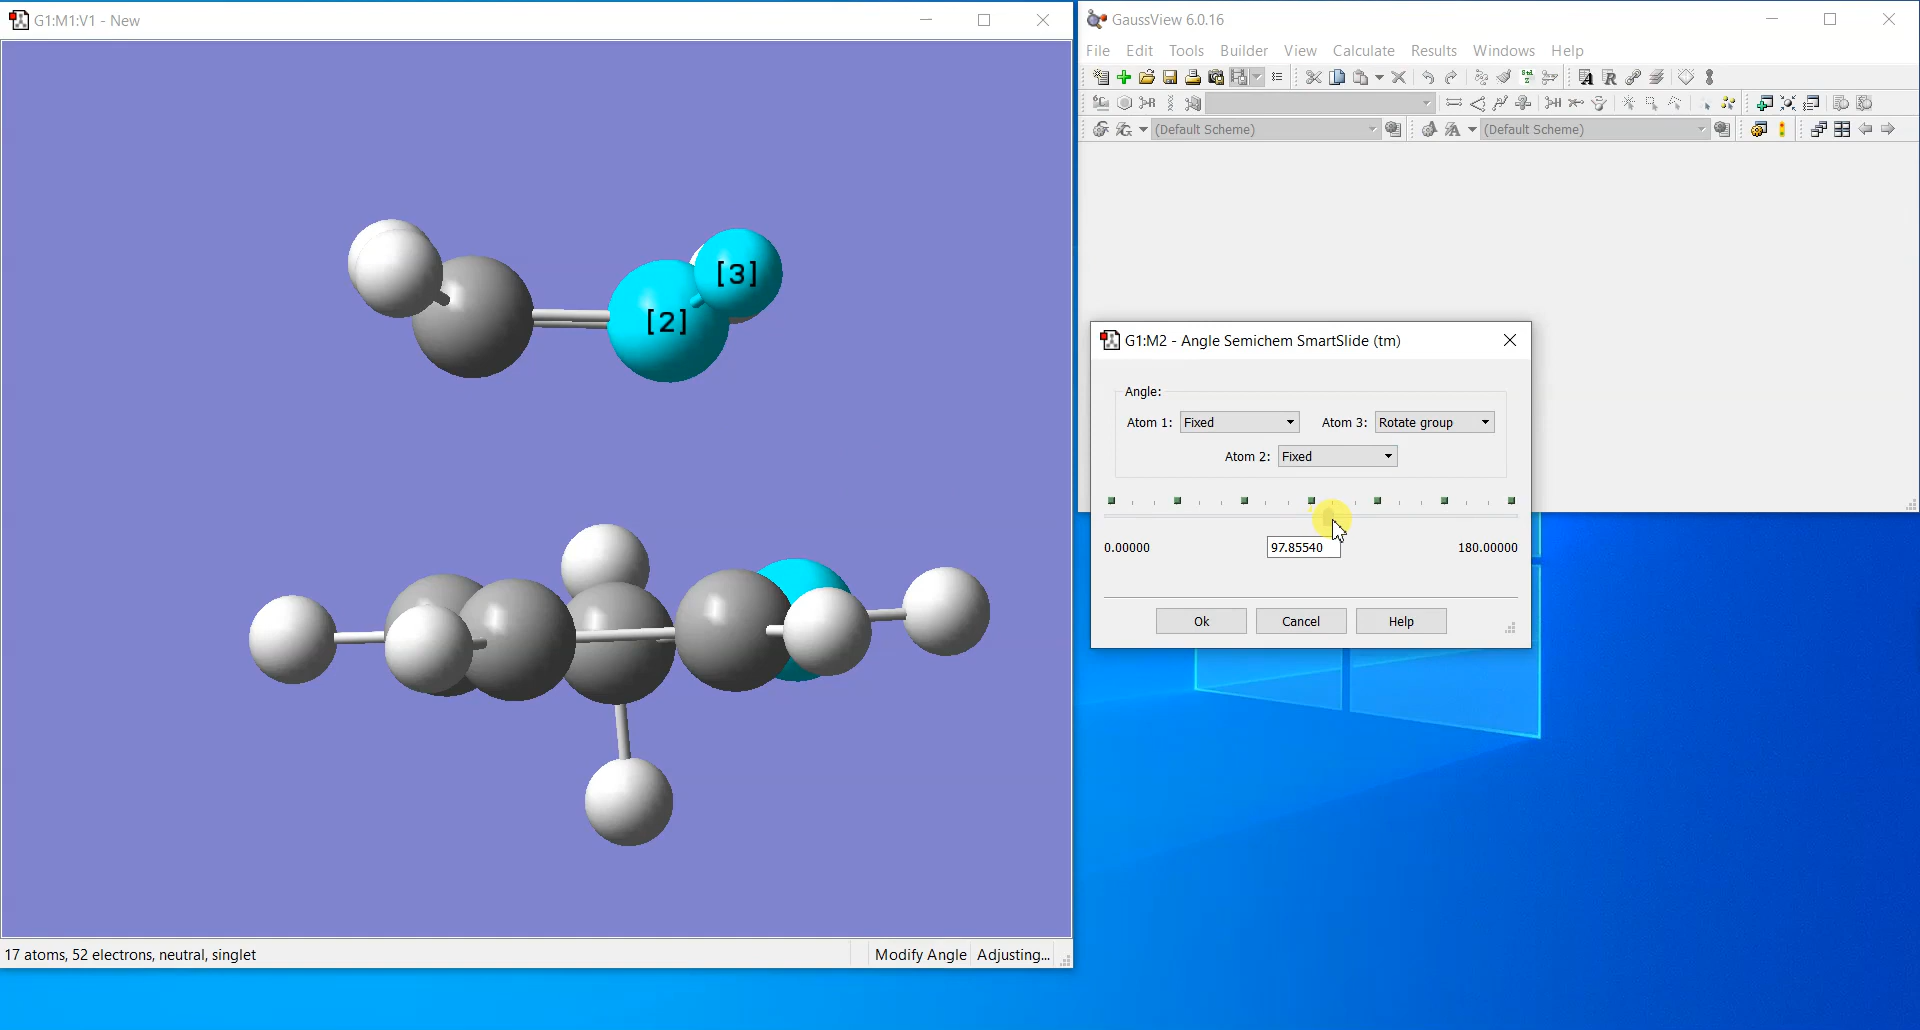 G1:M1:V1 - New
[3]
[2]
17 atoms, 52 electrons, neutral, singlet
Modify Angle
Adjusting...
GaussView 6.0.16
File Edit Tools Builder View Calculate Results Windows Help
(Default Scheme)
(Default Scheme)
G1:M2 - Angle Semichem SmartSlide (tm)
Angle:
Atom 1: Fixed
Atom 3: Rotate group
Atom 2: Fixed
0.00000
97.85540
180.00000
Ok
Cancel
Help